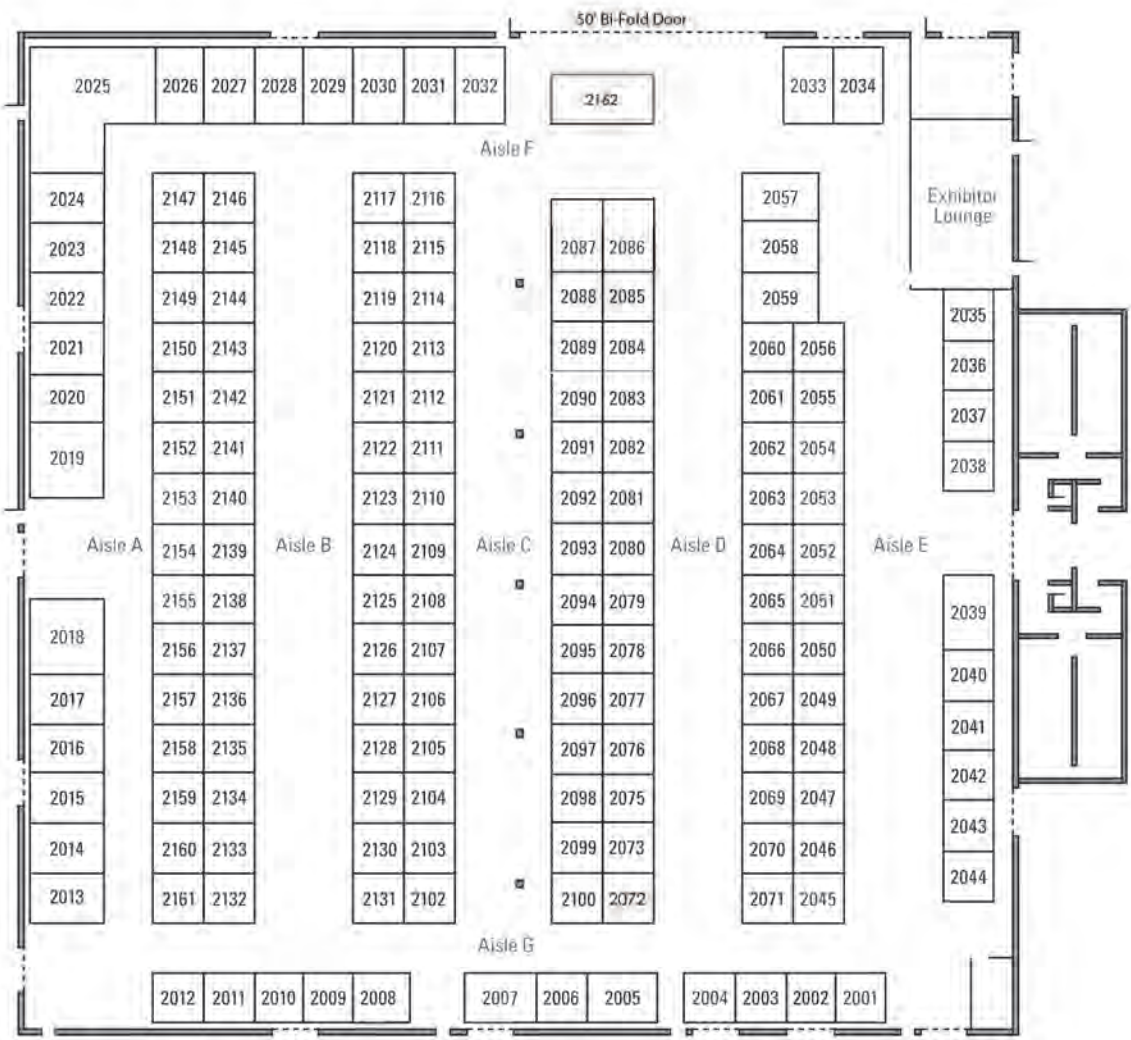 50' Bi-Fold Door
2025 2026 2027 2028 2029 2030 2031 2032 2162 2033 2034
Aisle F
2024 2147 2146 2117 2116 2057 Exhibitor
Lounge
2023 2148 2145 2118 2115 2087 2086 2058
2022 2149 2144 2119 2114 2088 2085 2059
2035
2021 2150 2143 2120 2113 2089 2084 2060 2056
2036
2020 2151 2142 2121 2112 2090 2083 2061 2055
2037
2019 2152 2141 2122 2111 2091 2082 2062 2054
2038
2153 2140 2123 2110 2092 2081 2063 2053
Aisle A 2154 2139 Aisle B 2124 2109 Aisle C 2093 2080 Aisle D 2064 2052 Aisle E
2155 2138 2125 2108 2094 2079 2065 2051 2039
2018 2156 2137 2126 2107 2095 2078 2066 2050
2040
2017 2157 2136 2127 2106 2096 2077 2067 2049
2041
2016 2158 2135 2128 2105 2097 2076 2068 2048
2042
2015 2159 2134 2129 2104 2098 2075 2069 2047
2043
2014 2160 2133 2130 2103 2099 2073 2070 2046
2044
2013 2161 2132 2131 2102 2100 2072 2071 2045
Aisle G
2012 2011 2010 2009 2008 2007 2006 2005 2004 2003 2002 2001